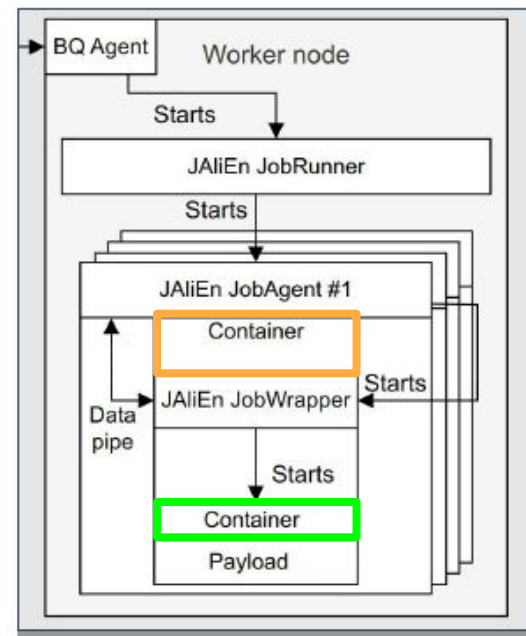 BQ Agent
Worker node
Starts
JAliEn JobRunner
Starts
JAliEn JobAgent #1
Container
Starts
JAliEn JobWrapper
Data
pipe
Starts
Container
Payload